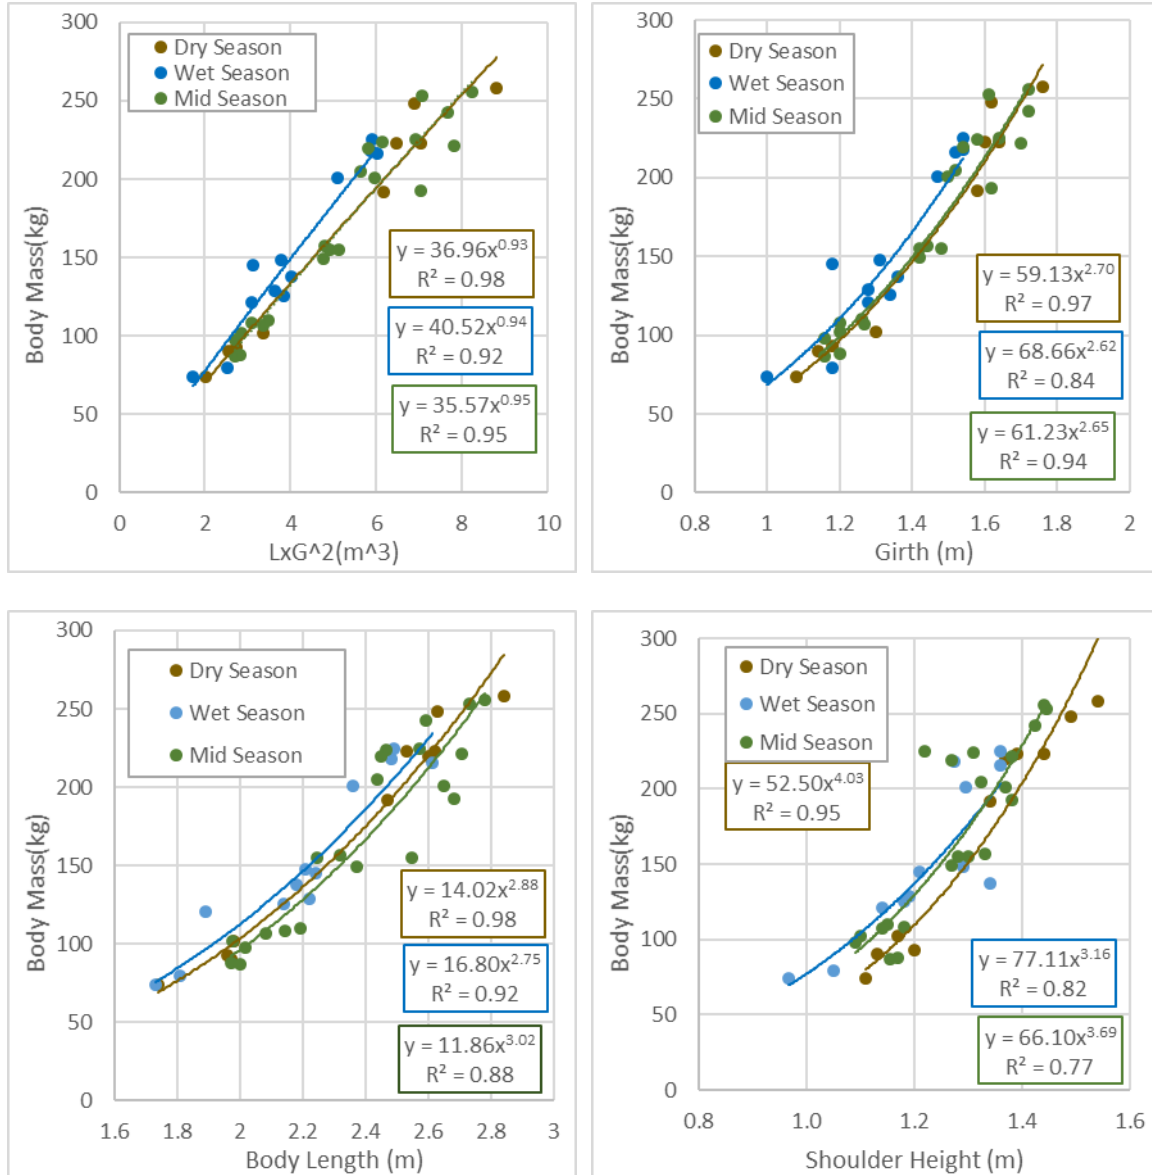 300
250
200
150
100
50
0
Body Mass(kg)
Dry Season
Wet Season
Mid Season
y = 36.96x^0.93
R² = 0.98
y = 40.52x^0.94
R² = 0.92
y = 35.57x^0.95
R² = 0.95
0 2 4 6 8 10
LxG^2(m^3)
300
250
200
150
100
50
0
Body Mass(kg)
Dry Season
Wet Season
Mid Season
y = 59.13x^2.70
R² = 0.97
y = 68.66x^2.62
R² = 0.84
y = 61.23x^2.65
R² = 0.94
0.8 1 1.2 1.4 1.6 1.8 2
Girth (m)
300
250
200
150
100
50
0
Body Mass(kg)
Dry Season
Wet Season
Mid Season
y = 14.02x^2.88
R² = 0.98
y = 16.80x^2.75
R² = 0.92
y = 11.86x^3.02
R² = 0.88
1.6 1.8 2 2.2 2.4 2.6 2.8 3
Body Length (m)
300
250
200
150
100
50
0
Body Mass(kg)
Dry Season
Wet Season
Mid Season
y = 52.50x^4.03
R² = 0.95
y = 77.11x^3.16
R² = 0.82
y = 66.10x^3.69
R² = 0.77
0.8 1.0 1.2 1.4 1.6
Shoulder Height (m)